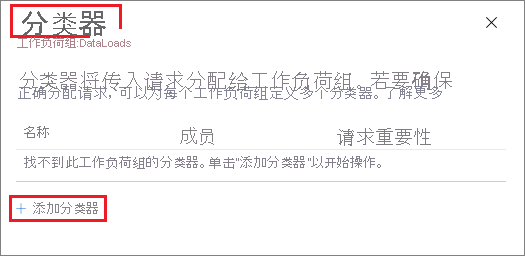 分类器
工作负荷组:DataLoads
分类器将传入请求分配给工作负荷组。若要确保
正确分配请求，可以为每个工作负荷组定义多个分类器。了解更多
名称 成员 请求重要性
找不到此工作负荷组的分类器。单击"添加分类器"以开始操作。
+ 添加分类器